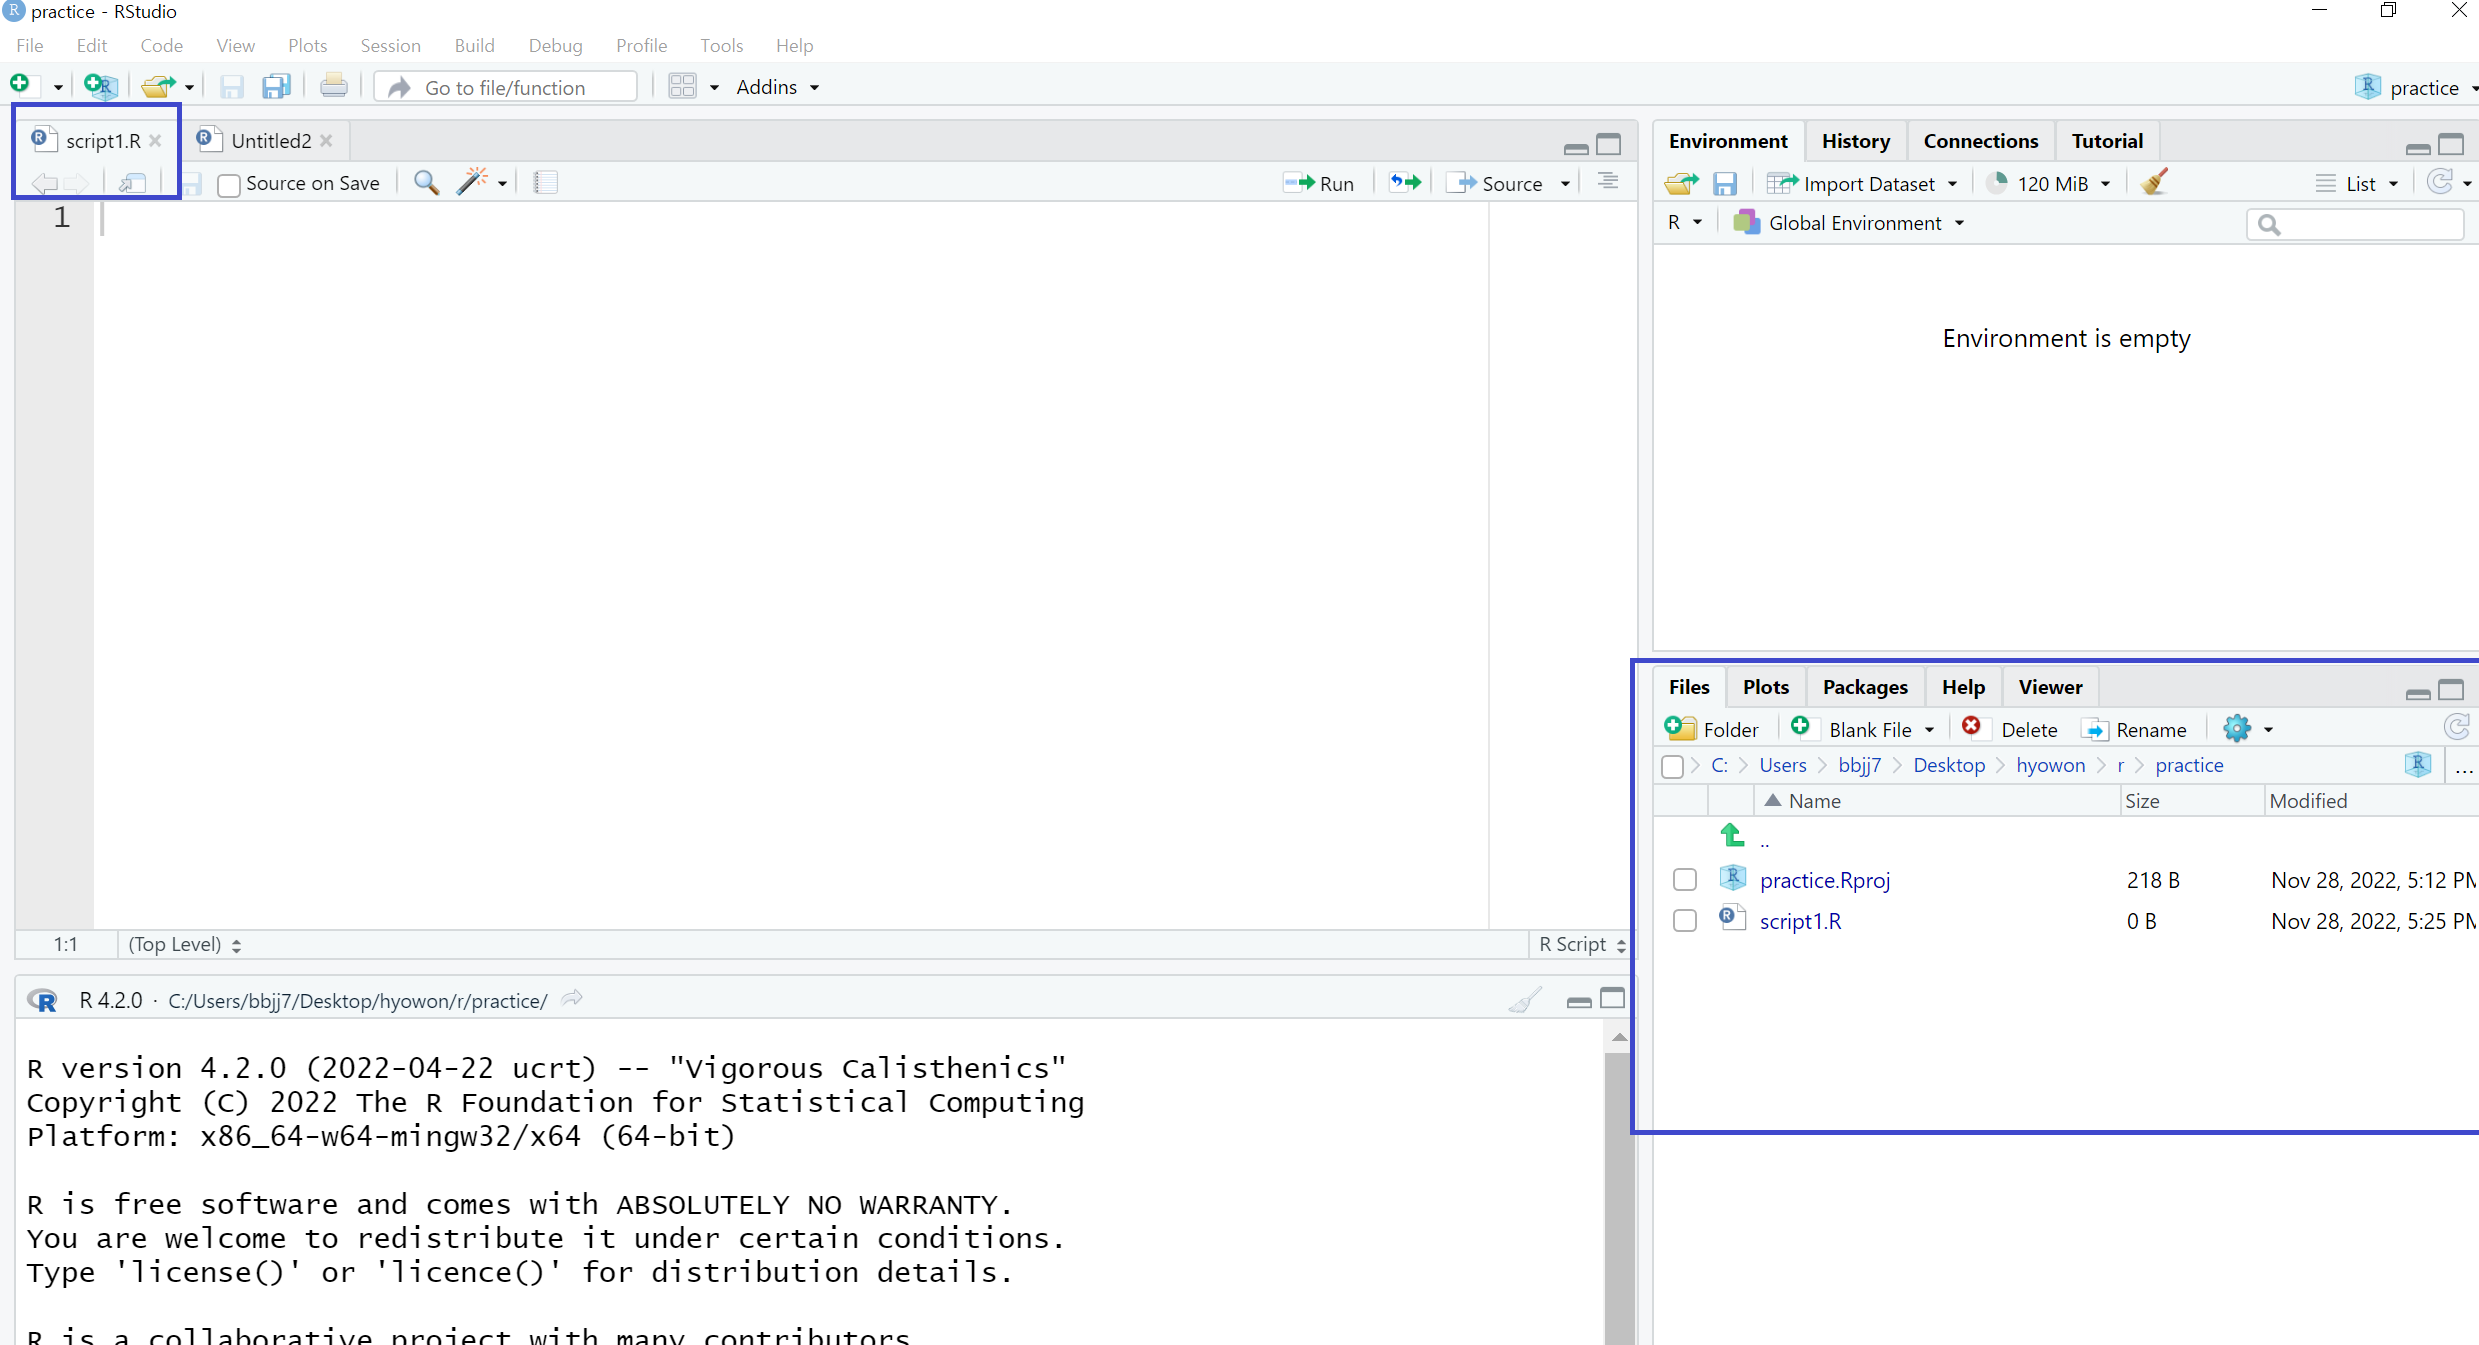 practice - RStudio
File Edit Code View Plots Session Build Debug Profile Tools Help
Go to file/function Addins practice
script1.R Untitled2
Source on Save Run Source
1
1:1 (Top Level) R Script
R 4.2.0 · C:/Users/bbjj7/Desktop/hyowon/r/practice/
R version 4.2.0 (2022-04-22 ucrt) -- "Vigorous Calisthenics"
Copyright (C) 2022 The R Foundation for Statistical Computing
Platform: x86_64-w64-mingw32/x64 (64-bit)
R is free software and comes with ABSOLUTELY NO WARRANTY.
You are welcome to redistribute it under certain conditions.
Type 'license()' or 'licence()' for distribution details.
R is a collaborative project with many contributors
Environment History Connections Tutorial
Import Dataset 120 MiB List
R Global Environment
Environment is empty
Files Plots Packages Help Viewer
Folder Blank File Delete Rename
C: Users bbjj7 Desktop hyowon r practice ...
Name Size Modified
..
practice.Rproj 218 B Nov 28, 2022, 5:12 PM
script1.R 0 B Nov 28, 2022, 5:25 PM